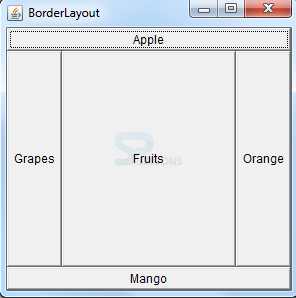 BorderLayout
Apple
Grapes
Fruits
Orange
Mango